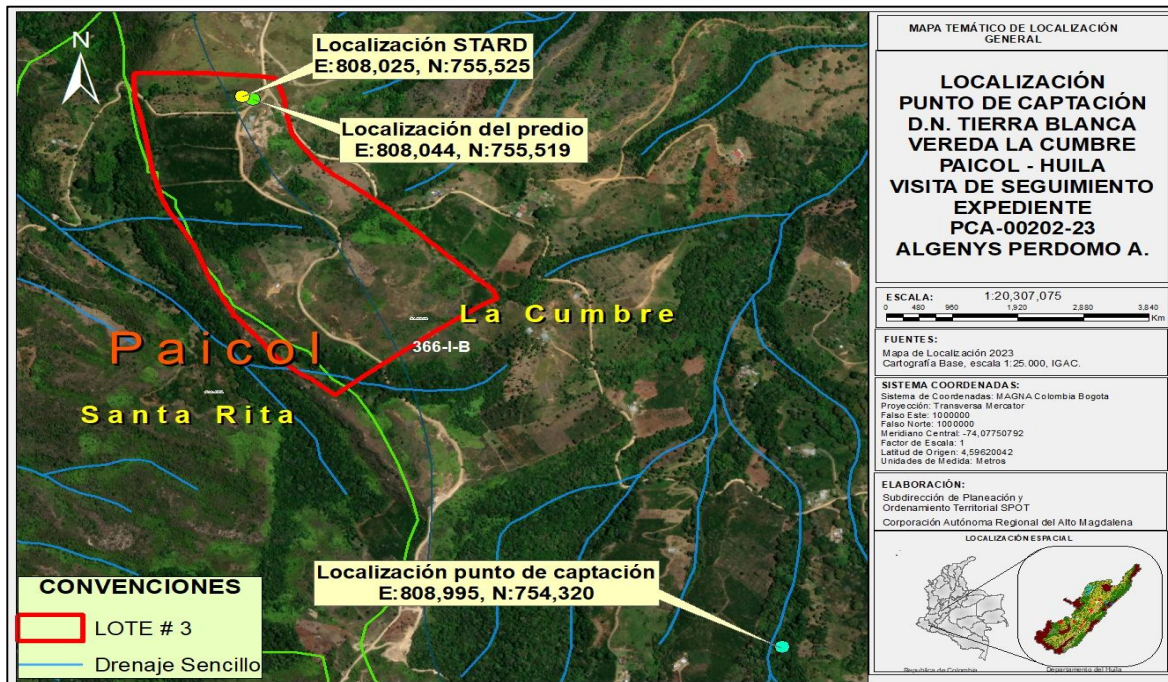 N
Localización STARD
E:808,025, N:755,525
Localización del predio
E:808,044, N:755,519
La Cumbre
366-I-B
Paicol
Santa Rita
Localización punto de captación
E:808,995, N:754,320
CONVENCIONES
LOTE # 3
Drenaje Sencillo
MAPA TEMÁTICO DE LOCALIZACIÓN
GENERAL
LOCALIZACIÓN
PUNTO DE CAPTACIÓN
D.N. TIERRA BLANCA
VEREDA LA CUMBRE
PAICOL - HUILA
VISITA DE SEGUIMIENTO
EXPEDIENTE
PCA-00202-23
ALGENYS PERDOMO A.
ESCALA: 1:20,307,075
0 480 960 1,920 2,880 3,840
Km
FUENTES:
Mapa de Localización 2023
Cartografía Base, escala 1:25.000, IGAC.
SISTEMA COORDENADAS:
Sistema de Coordenadas: MAGNA Colombia Bogota
Proyección: Transversa Mercator
Falso Este: 1000000
Falso Norte: 1000000
Meridiano Central: -74,07750792
Factor de Escala: 1
Latitud de Origen: 4,59620042
Unidades de Medida: Metros
ELABORACIÓN:
Subdirección de Planeación y
Ordenamiento Territorial SPOT
Corporación Autónoma Regional del Alto Magdalena
LOCALIZACIÓN ESPACIAL
Republica de Colombia
Departamento del Huila